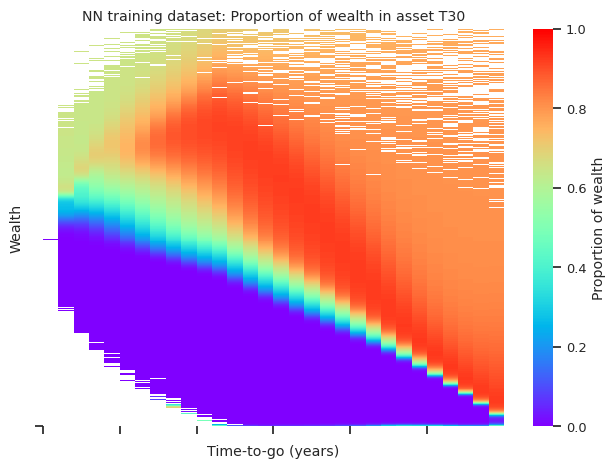 NN training dataset: Proportion of wealth in asset T30
Wealth
Time-to-go (years)
1.0
0.8
0.6
0.4
0.2
0.0
Proportion of wealth